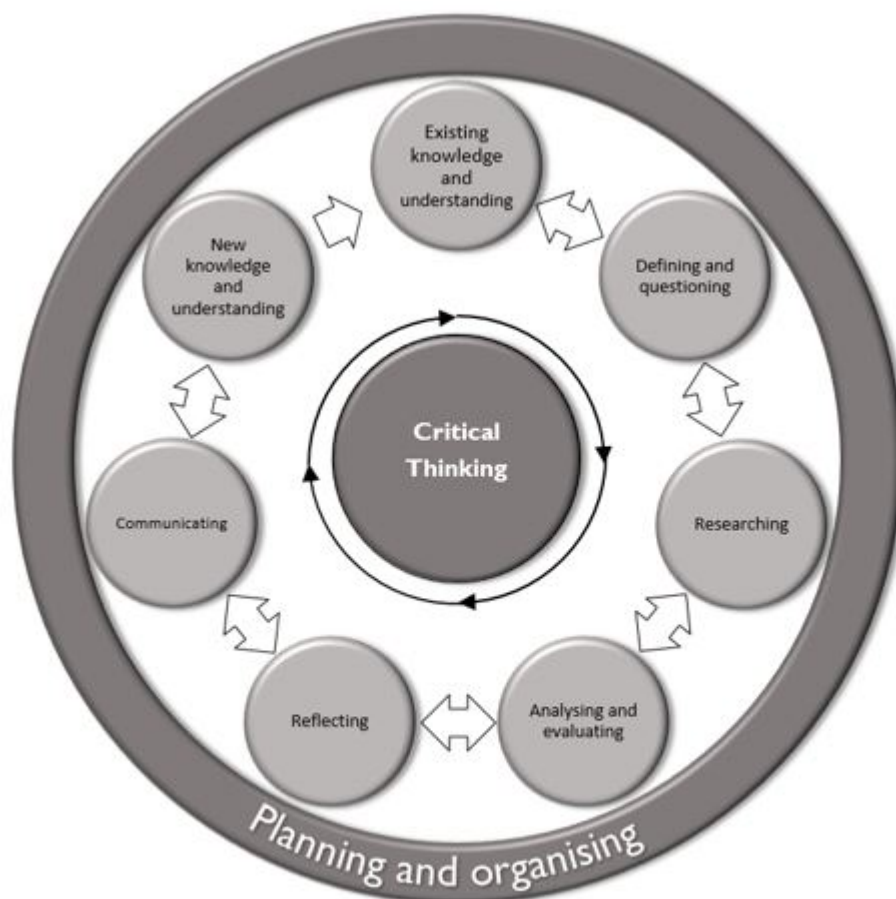 Existing
knowledge
and
understanding
Defining and
questioning
Researching
Analysing and
evaluating
Reflecting
Communicating
New
knowledge
and
understanding
Critical
Thinking
Planning and organising